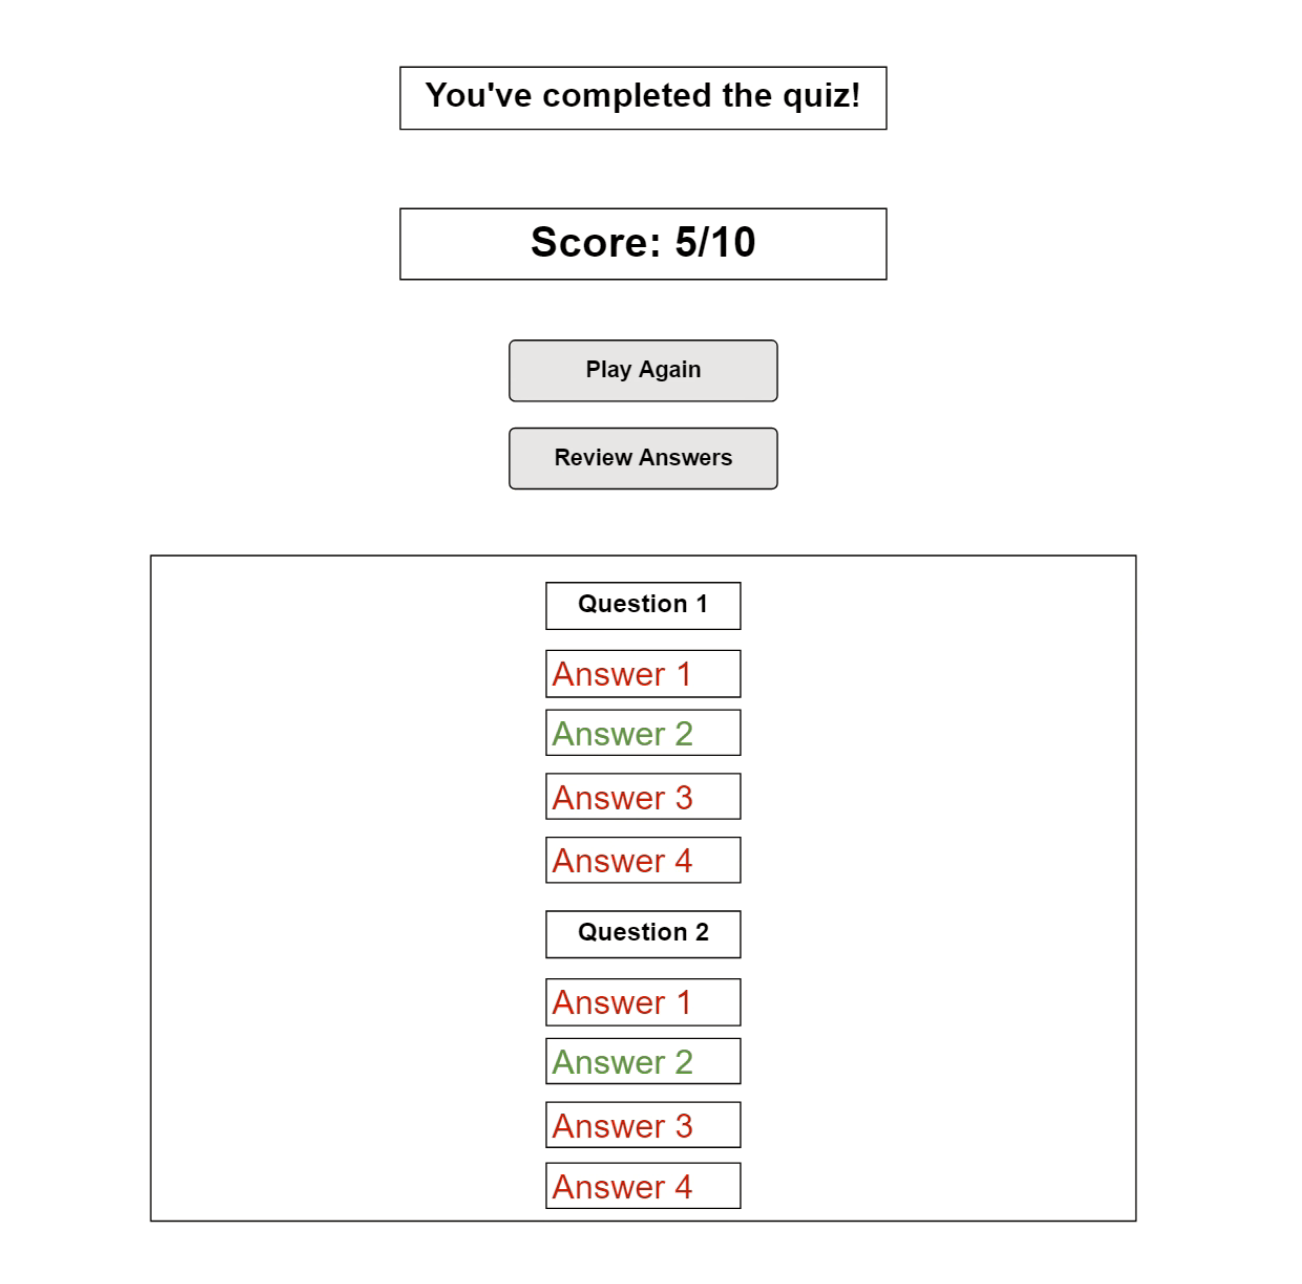 You've completed the quiz!
Score: 5/10
Play Again
Review Answers
Question 1
Answer 1
Answer 2
Answer 3
Answer 4
Question 2
Answer 1
Answer 2
Answer 3
Answer 4